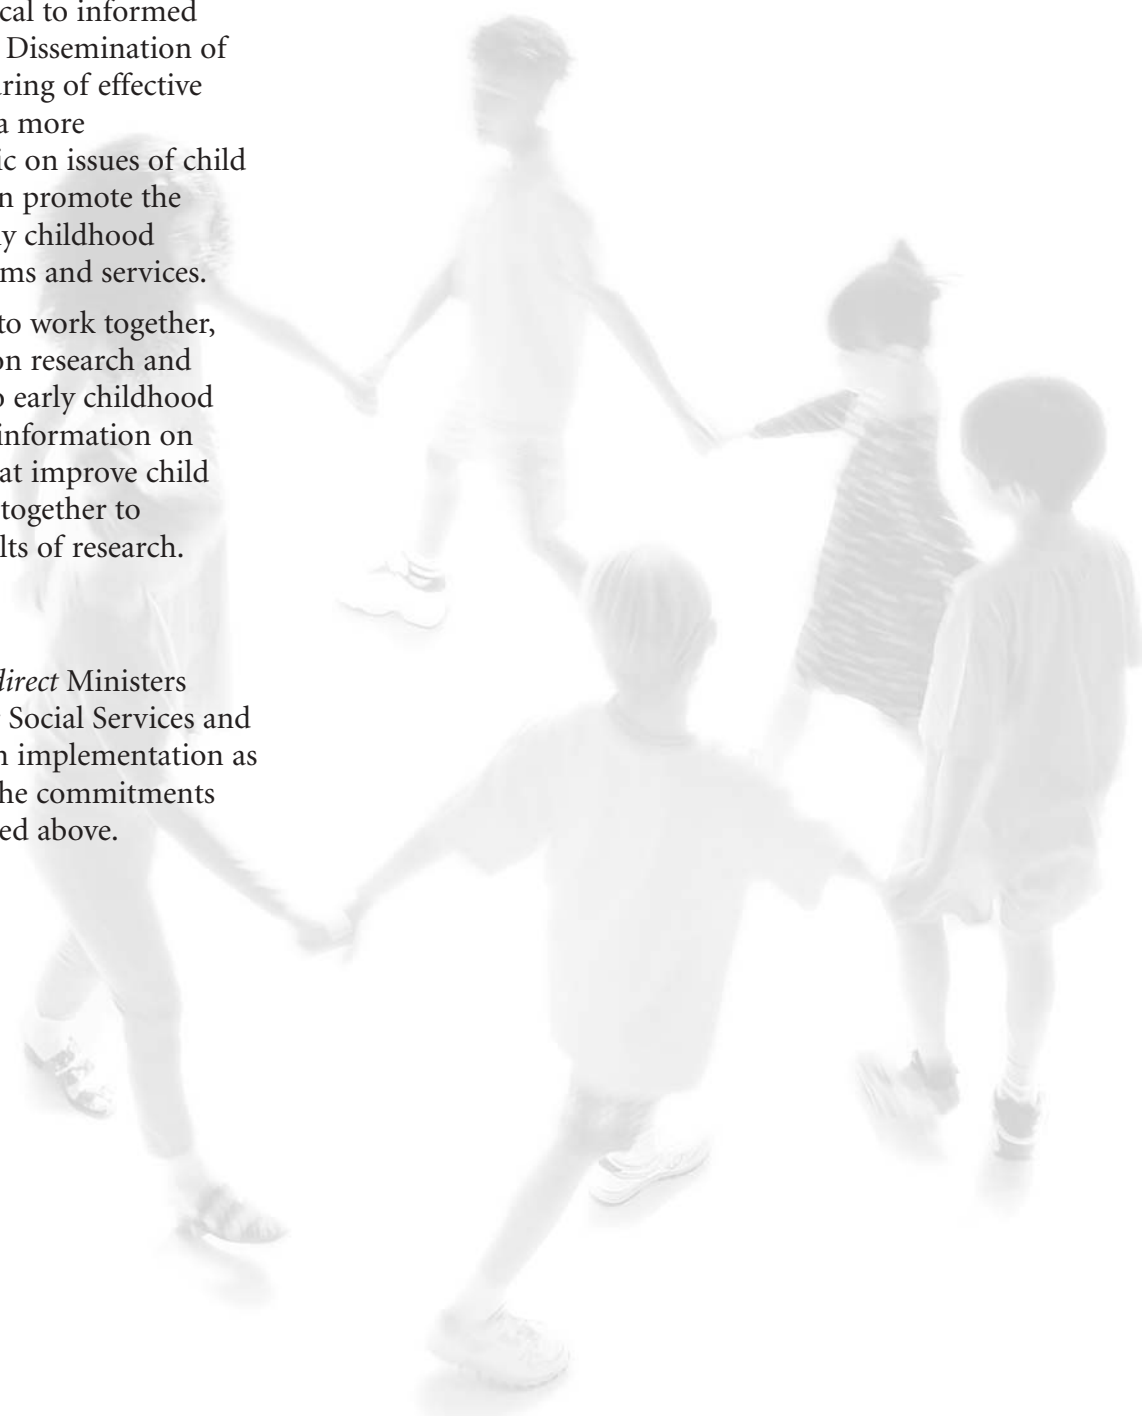 cal to informed
Dissemination of
ring of effective
a more
ic on issues of child
n promote the
y childhood
ms and services.
to work together,
on research and
o early childhood
information on
at improve child
together to
lts of research.
direct Ministers
Social Services and
n implementation as
he commitments
ed above.